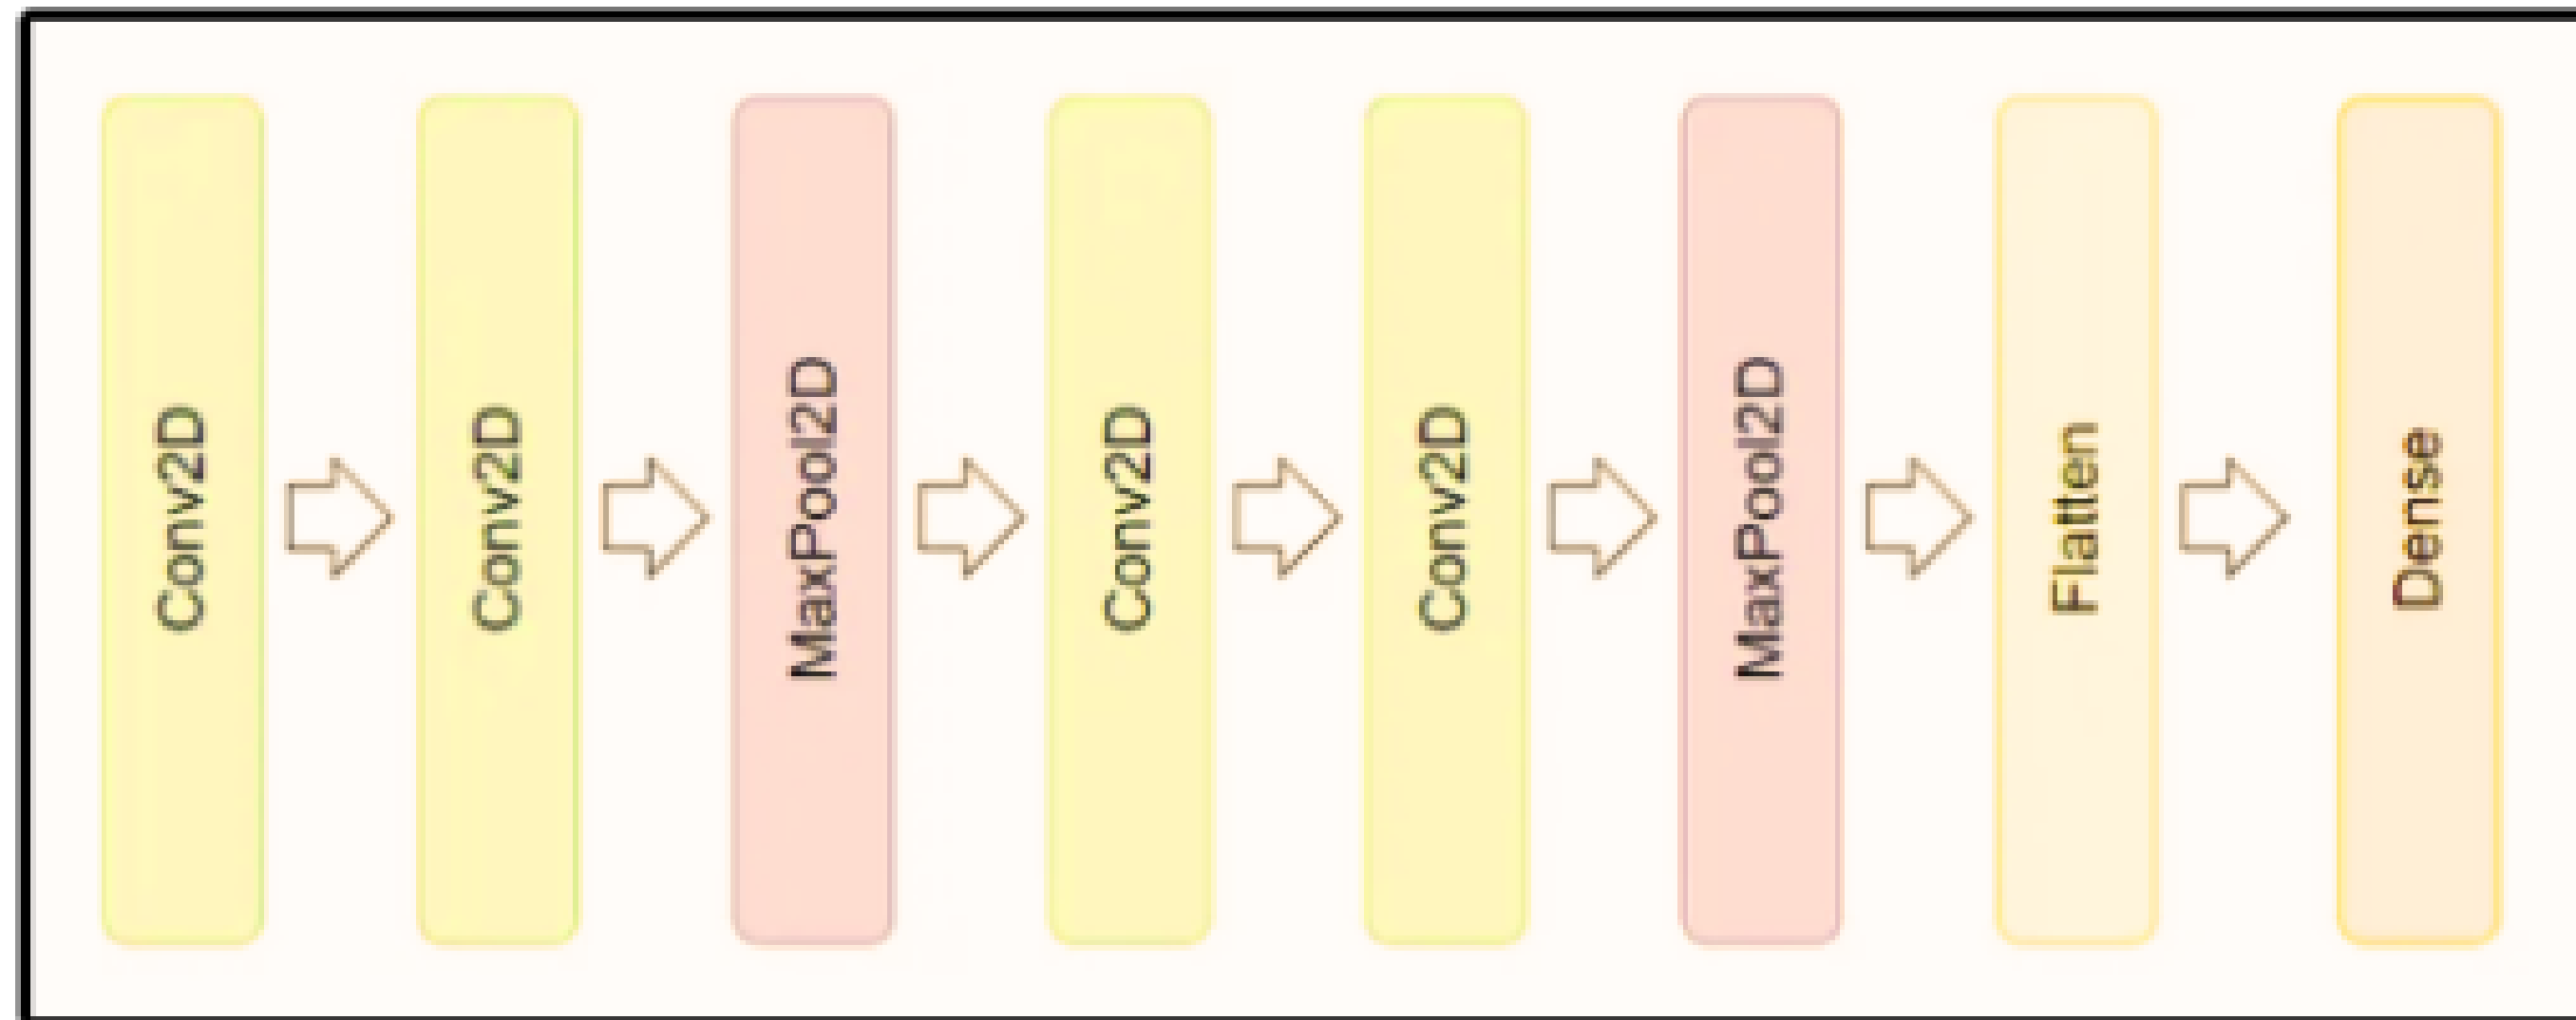 Conv2D
Conv2D
MaxPool2D
Conv2D
Conv2D
MaxPool2D
Flatten
Dense